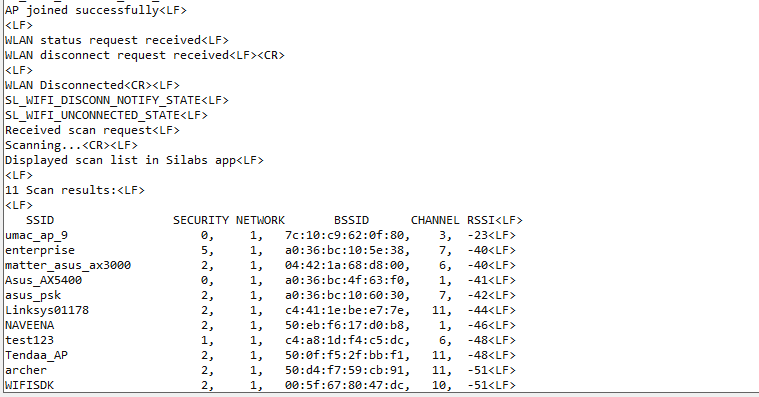 AP joined successfully<LF>
<LF>
WLAN status request received<LF>
WLAN disconnect request received<LF><CR>
<LF>
WLAN Disconnected<CR><LF>
SL_WIFI_DISCONN_NOTIFY_STATE<LF>
SL_WIFI_UNCONNECTED_STATE<LF>
Received scan request<LF>
Scanning...<CR><LF>
Displayed scan list in Silabs app<LF>
<LF>
11 Scan results:<LF>
<LF>
SSID SECURITY NETWORK BSSID CHANNEL RSSI<LF>
umac_ap_9 0, 1, 7c:10:c9:62:0f:80, 3, -23<LF>
enterprise 5, 1, a0:36:bc:10:5e:38, 7, -40<LF>
matter_asus_ax3000 2, 1, 04:42:1a:68:d8:00, 6, -40<LF>
Asus_AX5400 0, 1, a0:36:bc:4f:63:f0, 1, -41<LF>
asus_psk 2, 1, a0:36:bc:10:60:30, 7, -42<LF>
Linksys01178 2, 1, c4:41:1e:be:e7:7e, 11, -44<LF>
NAVEENA 2, 1, 50:eb:f6:17:d0:b8, 1, -46<LF>
test123 1, 1, c4:a8:1d:f4:c5:dc, 6, -48<LF>
Tendaa_AP 2, 1, 50:0f:f5:2f:bb:f1, 11, -48<LF>
archer 2, 1, 50:d4:f7:59:cb:91, 11, -51<LF>
WIFISDK 2, 1, 00:5f:67:80:47:dc, 10, -51<LF>